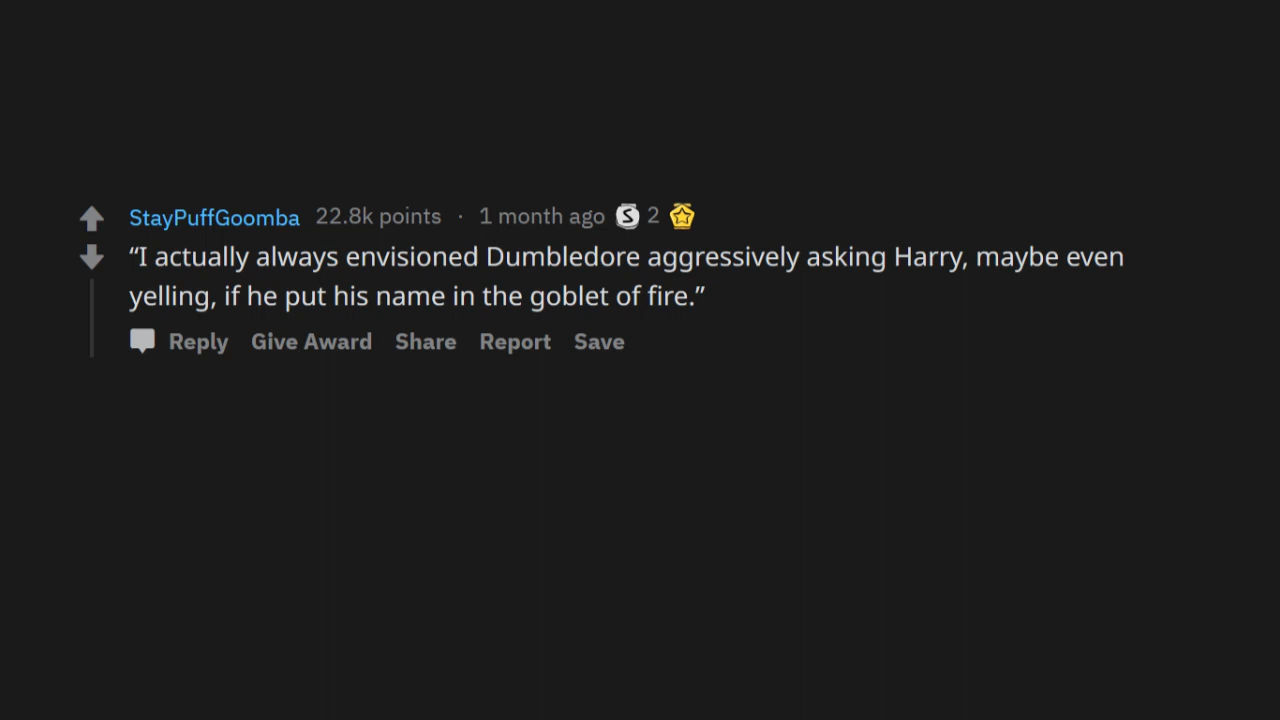 StayPuffGoomba 22.8k points · 1 month ago S 2
“I actually always envisioned Dumbledore aggressively asking Harry, maybe even
yelling, if he put his name in the goblet of fire.”
Reply Give Award Share Report Save